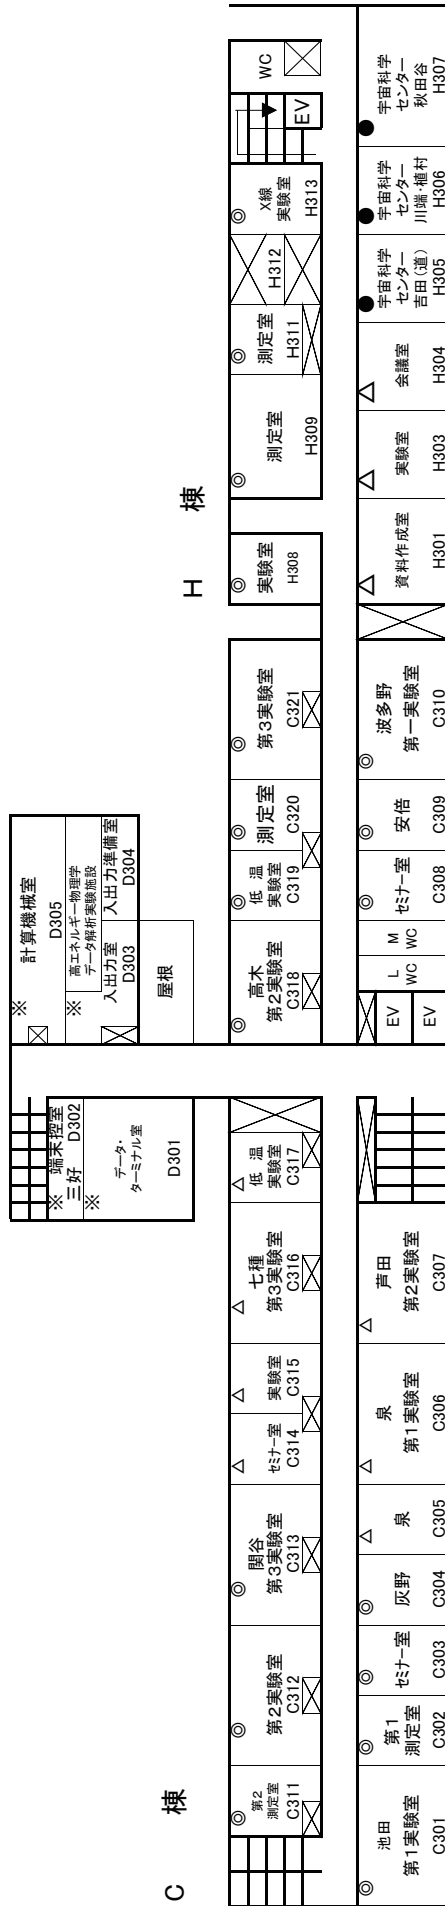 WC
EV
◎
X線
実験室
H313
H312
◎
測定室
H311
◎
測定室
H309
棟
H
◎
実験室
H308
●
宇宙科学
センター
秋田谷
H307
●
宇宙科学
センター
川端・植村
H306
●
宇宙科学
センター
吉田(道)
H305
△
会議室
H304
△
実験室
H303
△
資料作成室
H301
◎
第3実験室
C321
◎
測定室
C320
◎
低 温
実験室
C319
◎
高木
第2実験室
C318
◎
波多野
第一実験室
C310
◎
安倍
C309
◎
セミナー室
C308
M
WC
L
WC
EV
EV
※
計算機械室
D305
※
高エネルギー物理学
データ解析実験施設
入出力準備室
D304
入出力室
D303
屋根
※
端末控室
三好
D302
※
データ・
ターミナル室
D301
△
低 温
実験室
C317
△
七種
第3実験室
C316
△
実験室
C315
△
セミナー室
C314
◎
関谷
第3実験室
C313
◎
第2実験室
C312
◎
第2
測定室
C311
△
芦田
第2実験室
C307
△
泉
第1実験室
C306
△
泉
C305
◎
灰野
C304
◎
セミナー室
C303
◎
第1
測定室
C302
◎
池田
第1実験室
C301
棟
C